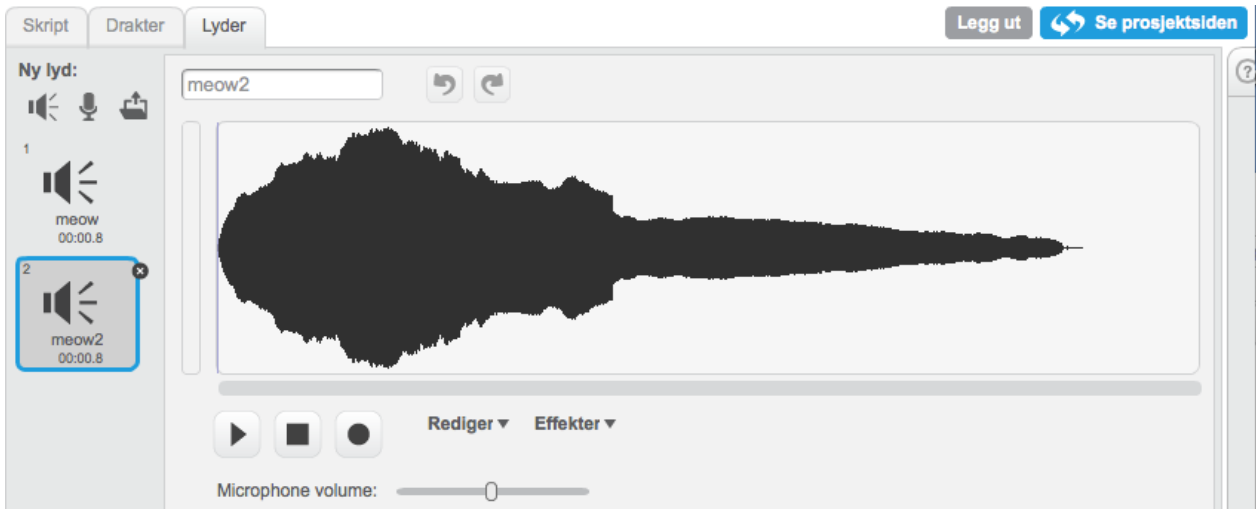 Skript Drakter Lyder Legg ut Se prosjektsiden
Ny lyd:
meow2
?
1
meow
00:00.8
2
meow2
00:00.8
Rediger Effekter
Microphone volume: